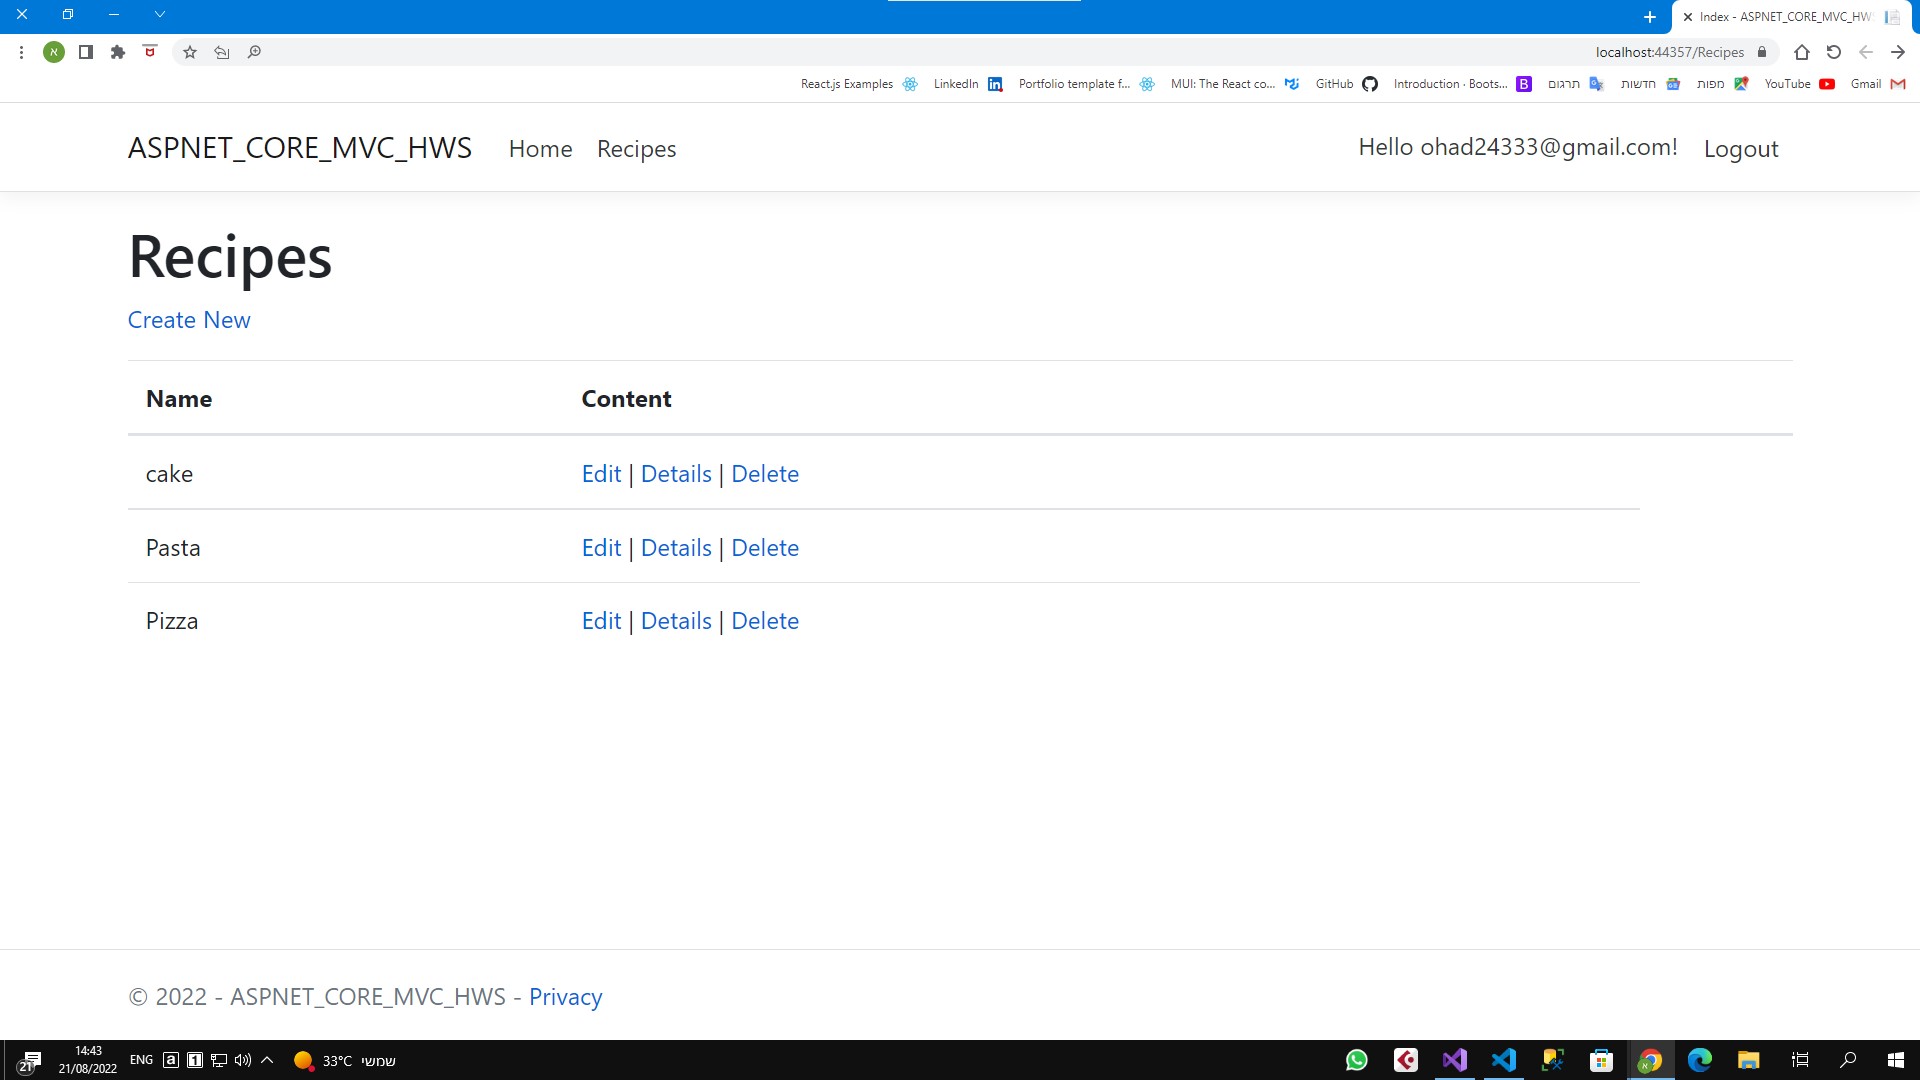 Index - ASPNET_CORE_MVC_HW
localhost:44357/Recipes
React.js Examples
LinkedIn
Portfolio template f...
MUI: The React co...
GitHub
Introduction · Boots...
תרגום
חדשות
מפות
YouTube
Gmail
ASPNET_CORE_MVC_HWS Home Recipes Hello ohad24333@gmail.com! Logout
Recipes
Create New
Name Content
cake Edit | Details | Delete
Pasta Edit | Details | Delete
Pizza Edit | Details | Delete
© 2022 - ASPNET_CORE_MVC_HWS - Privacy
21
14:43
21/08/2022
ENG
33°C שמשי